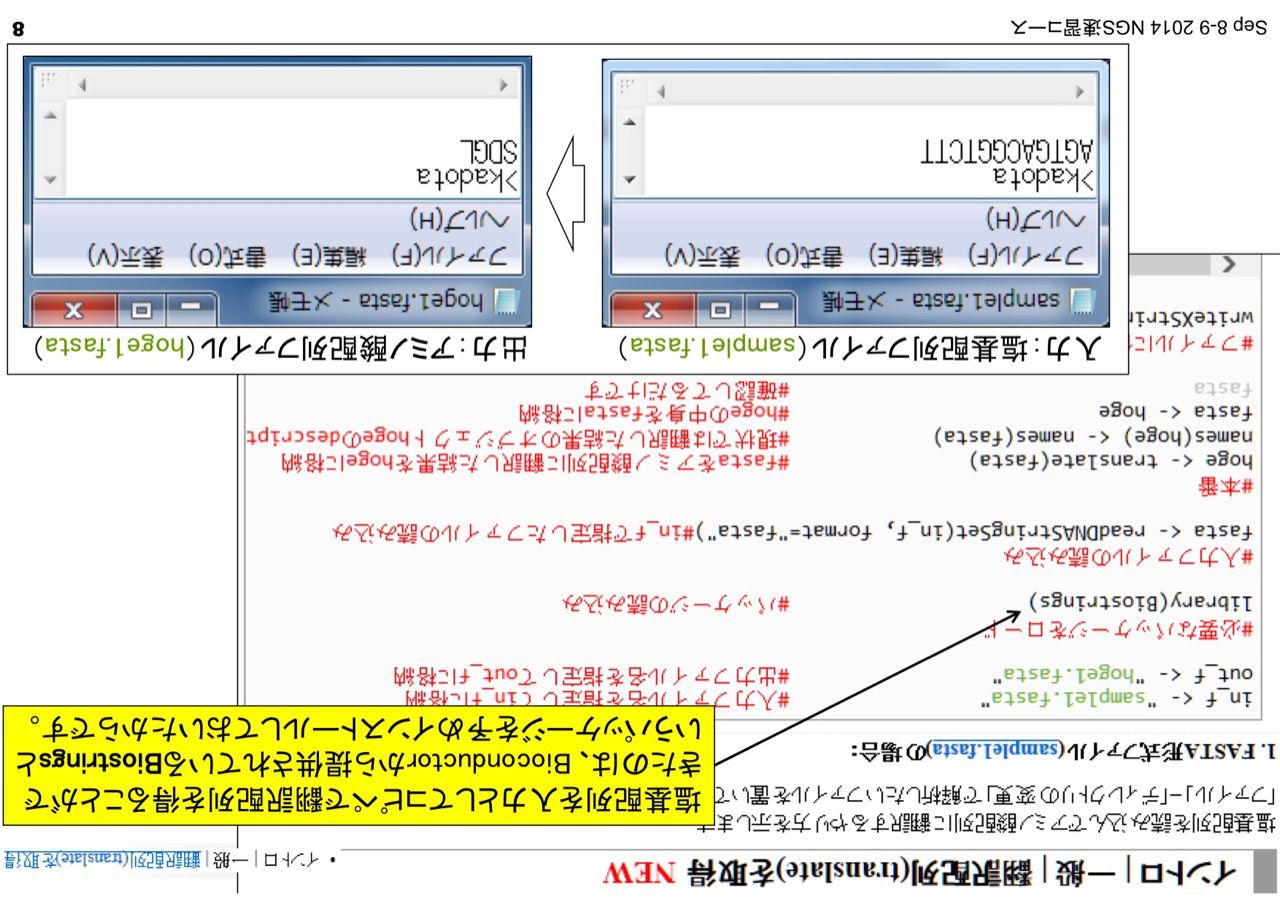 イントロ | 一般 | 翻訳配列(translate)を取得 NEW
・イントロ | 一般 | 翻訳配列(translate)を取得
塩基配列を読み込んでアミノ酸配列に翻訳するやり方を示します
「ファイル」-「ディレクトリの変更」で解析したいファイルを置いて
塩基配列を入力としてコピペで翻訳配列を得ることがで
きたのは、Bioconductorから提供されているBiostringsと
いうパッケージを予めインストールしておいたからです。
1. FASTA形式ファイル(sample1.fasta)の場合:
in_f <- "sample1.fasta" #入力ファイル名を指定してin_fに格納
out_f <- "hoge1.fasta" #出力ファイル名を指定してout_fに格納
#必要なパッケージをロード
library(Biostrings) #パッケージの読み込み
#入力ファイルの読み込み
fasta <- readDNAStringSet(in_f, format="fasta")#in_fで指定したファイルの読み込み
#本番
hoge <- translate(fasta) #fastaをアミノ酸配列に翻訳した結果をhogeに格納
names(hoge) <- names(fasta) #現状では翻訳した結果のオブジェクトhogeのdescript
fasta <- hoge #hogeの中身をfastaに格納
fasta #確認してるだけです
#ファイルに
writeXStrin
入力:塩基配列ファイル(sample1.fasta)
sample1.fasta - メモ帳
ファイル(F) 編集(E) 書式(O) 表示(V)
ヘルプ(H)
>kadota
AGTGACGGTCTT
出力:アミノ酸配列ファイル(hoge1.fasta)
hoge1.fasta - メモ帳
ファイル(F) 編集(E) 書式(O) 表示(V)
ヘルプ(H)
>kadota
SDGL
Sep 8-9 2014 NGS速習コース
8